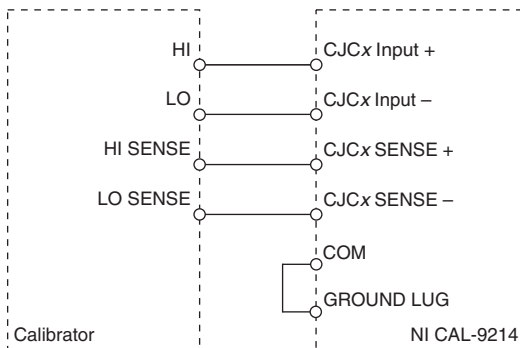 HI CJCx Input +
LO CJCx Input –
HI SENSE CJCx SENSE +
LO SENSE CJCx SENSE –
COM
GROUND LUG
Calibrator NI CAL-9214